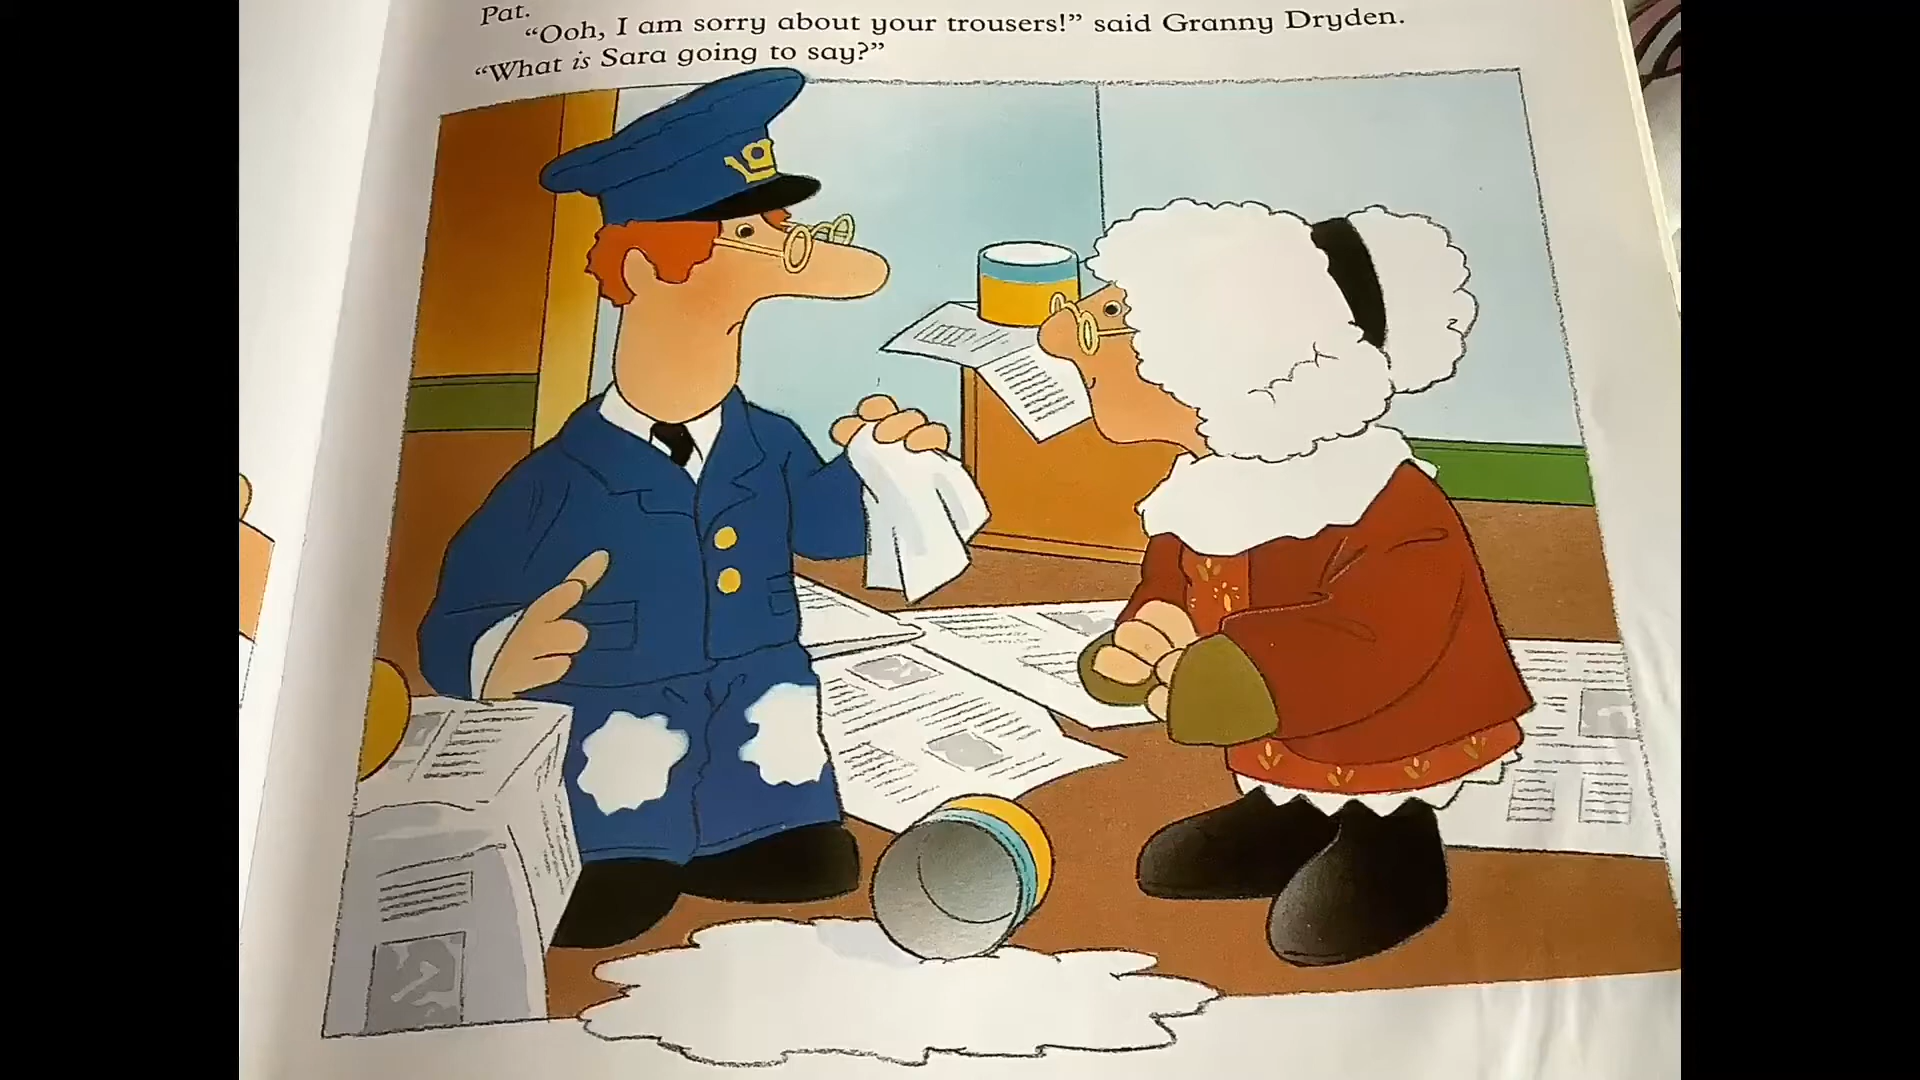 Pat.
“Ooh, I am sorry about your trousers!” said Granny Dryden.
“What is Sara going to say?”